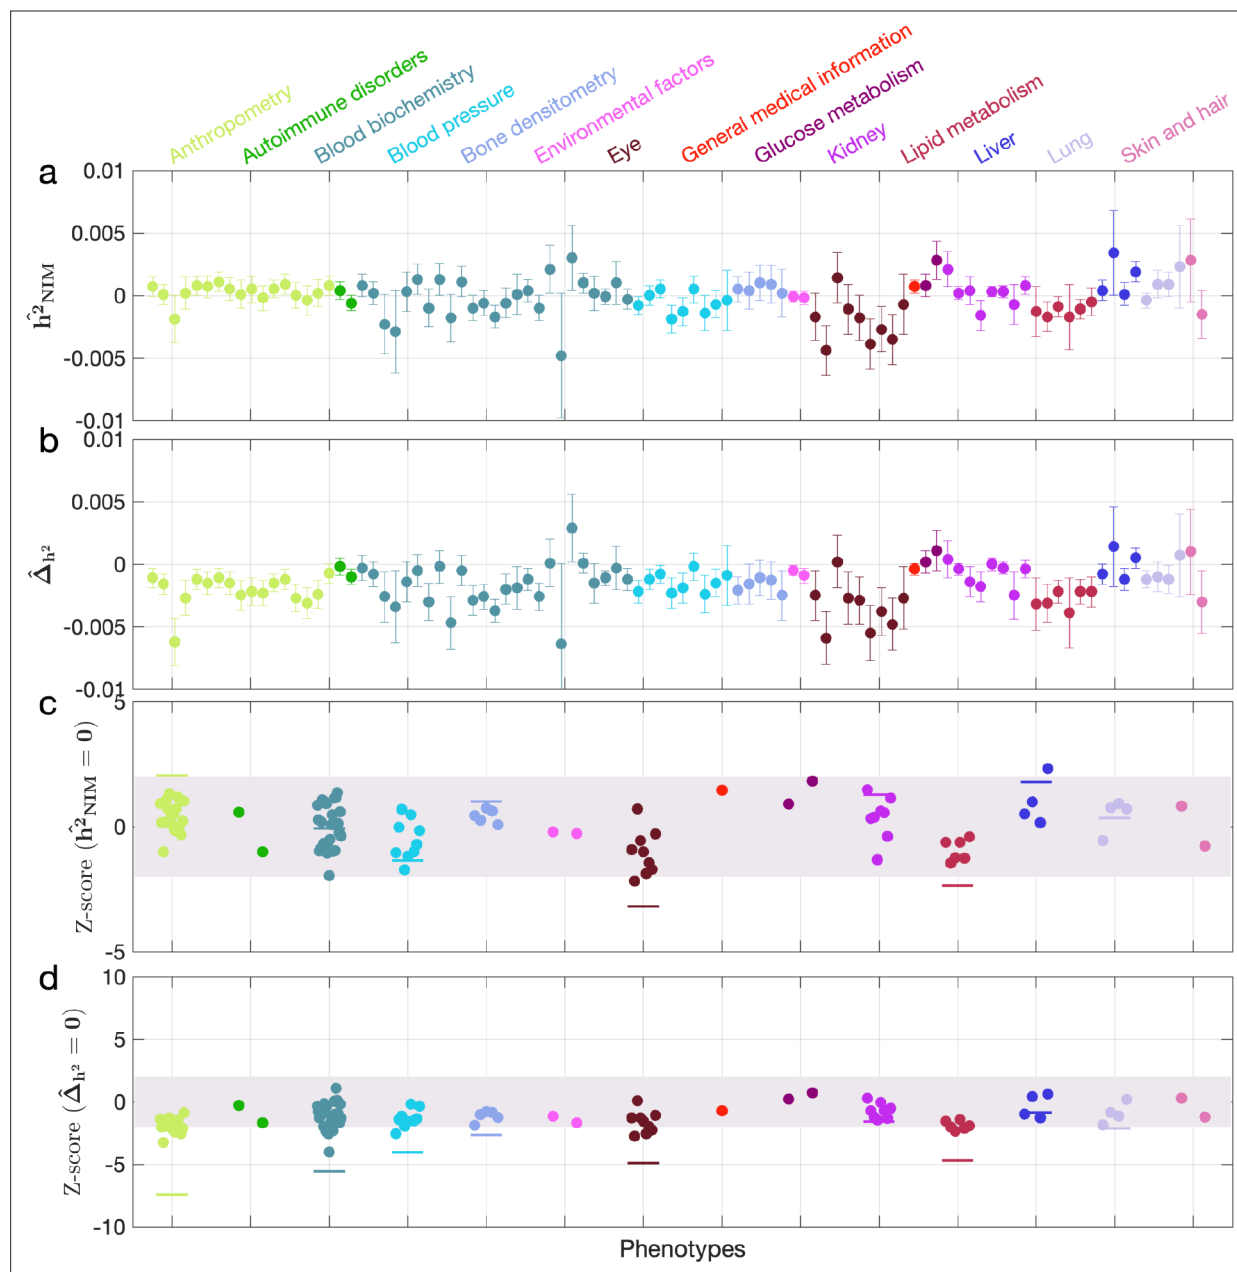 Anthropometry
Autoimmune disorders
Blood biochemistry
Blood pressure
Bone densitometry
Environmental factors
Eye
General medical information
Glucose metabolism
Kidney
Lipid metabolism
Liver
Lung
Skin and hair
a
ĥ²NIM
0.01
0.005
0
-0.005
-0.01
b
Δ̂h²
0.01
0.005
0
-0.005
-0.01
c
Z-score (ĥ²NIM = 0)
5
0
-5
d
Z-score (Δ̂h² = 0)
10
5
0
-5
-10
Phenotypes